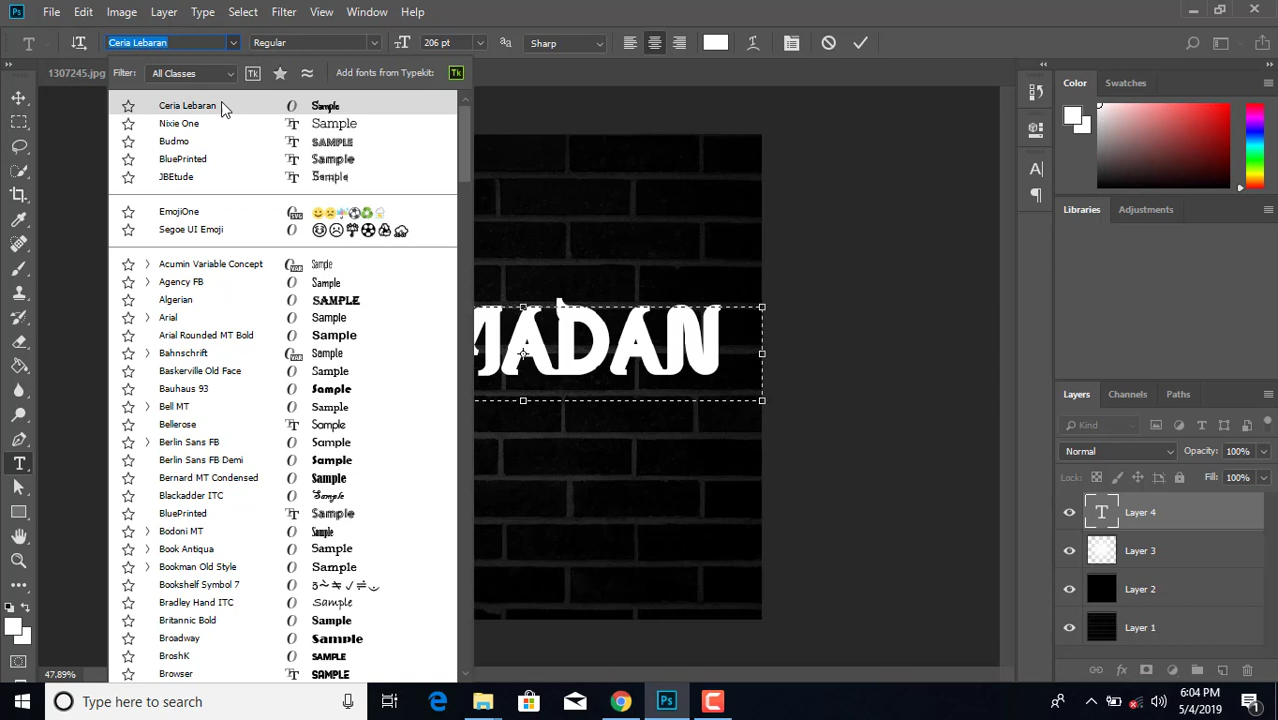 Ps File Edit Image Layer Type Select Filter View Window Help
T Ceria Lebaran Regular 206 pt Sharp
1307245.jpg Filter: All Classes Tk Add fonts from Typekit: Tk
Ceria Lebaran O Sample
Nixie One Sample
Budmo SAMPLE
BluePrinted Sample
JBEtude Sample
EmojiOne
Segoe UI Emoji O
Acumin Variable Concept Sample
Agency FB O Sample
Algerian O SAMPLE
Arial O Sample
Arial Rounded MT Bold O Sample
Bahnschrift Sample
Baskerville Old Face O Sample
Bauhaus 93 O Sample
Bell MT O Sample
Bellerose Sample
Berlin Sans FB O Sample
Berlin Sans FB Demi O Sample
Bernard MT Condensed O Sample
Blackadder ITC O Sample
BluePrinted Sample
Bodoni MT O Sample
Book Antiqua O Sample
Bookman Old Style O Sample
Bookshelf Symbol 7 O
Bradley Hand ITC O Sample
Britannic Bold O Sample
Broadway O Sample
BroshK O SAMPLE
Browser SAMPLE
MADAN
Color Swatches
Libraries Adjustments
Layers Channels Paths
Kind
Normal Opacity: 100%
Lock: Fill: 100%
T Layer 4
Layer 3
Layer 2
Layer 1
47.89%
Type here to search
6:04 PM
5/4/2019